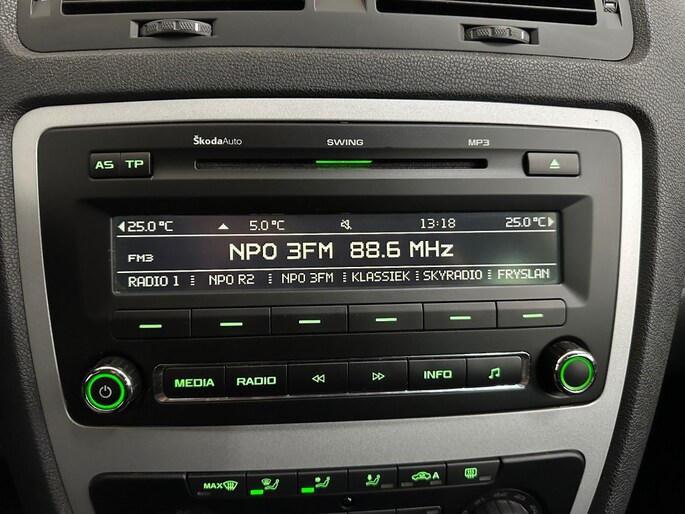 ŠkodaAuto SWING MP3
AS TP
25.0 °C 5.0 °C 13:18 25.0 °C
FM3 NPO 3FM 88.6 MHz
RADIO 1 NPO R2 NPO 3FM KLASSIEK SKYRADIO FRYSLAN
MEDIA RADIO INFO
MAX A